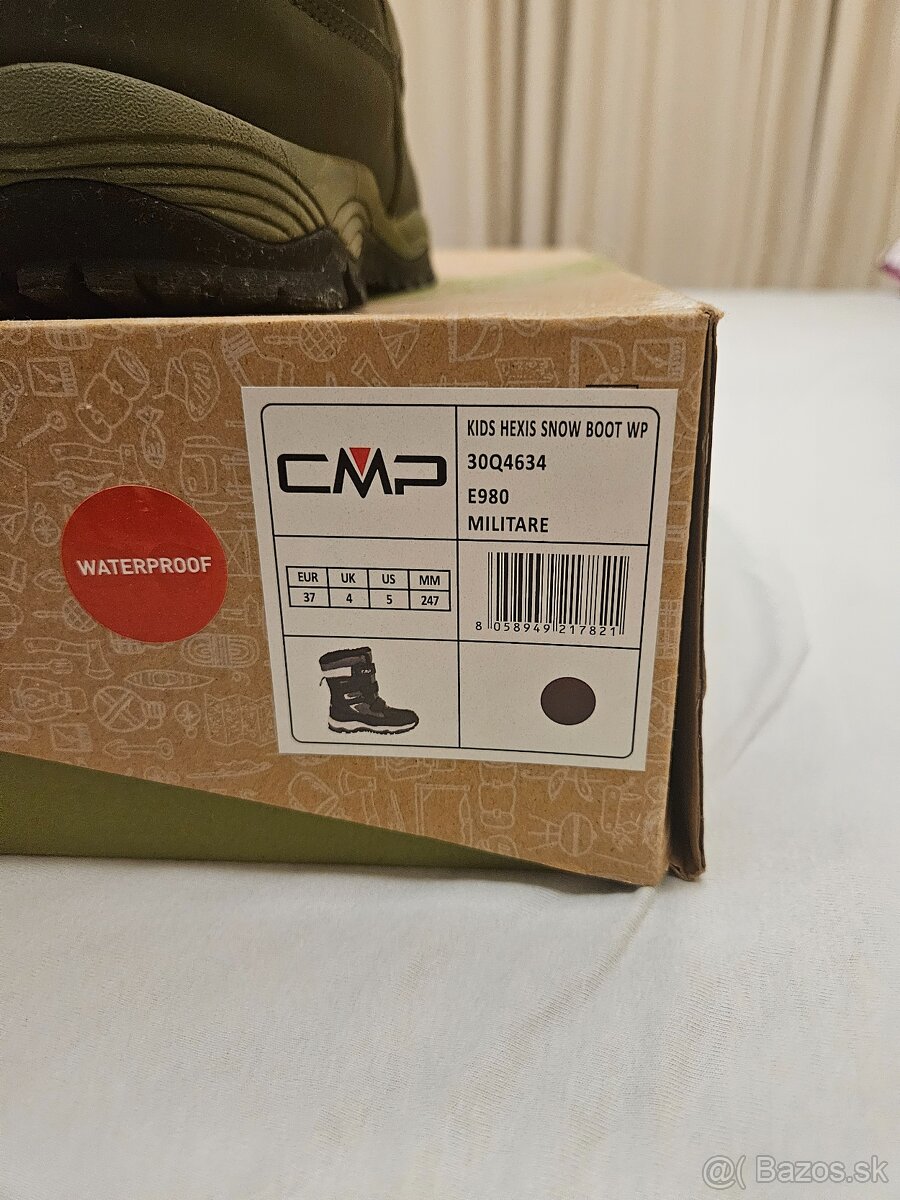 CMP
KIDS HEXIS SNOW BOOT WP
30Q4634
E980
MILITARE
WATERPROOF
EUR UK US MM
37 4 5 247
8 058949 217821
CMP
@( Bazos.sk